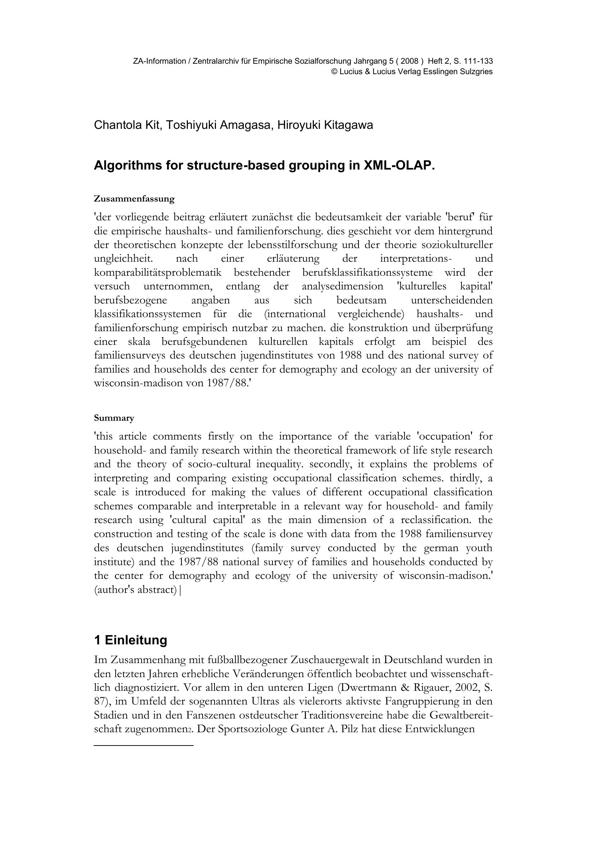 ZA-Information / Zentralarchiv für Empirische Sozialforschung Jahrgang 5 ( 2008 ) Heft 2, S. 111-133
© Lucius & Lucius Verlag Esslingen Sulzgries
Chantola Kit, Toshiyuki Amagasa, Hiroyuki Kitagawa
Algorithms for structure-based grouping in XML-OLAP.
Zusammenfassung
'der vorliegende beitrag erläutert zunächst die bedeutsamkeit der variable 'beruf' für
die empirische haushalts- und familienforschung. dies geschieht vor dem hintergrund
der theoretischen konzepte der lebensstilforschung und der theorie soziokultureller
ungleichheit. nach einer erläuterung der interpretations- und
komparabilitätsproblematik bestehender berufsklassifikationssysteme wird der
versuch unternommen, entlang der analysedimension 'kulturelles kapital'
berufsbezogene angaben aus sich bedeutsam unterscheidenden
klassifikationssystemen für die (international vergleichende) haushalts- und
familienforschung empirisch nutzbar zu machen. die konstruktion und überprüfung
einer skala berufsgebundenen kulturellen kapitals erfolgt am beispiel des
familiensurveys des deutschen jugendinstitutes von 1988 und des national survey of
families and households des center for demography and ecology an der university of
wisconsin-madison von 1987/88.'
Summary
'this article comments firstly on the importance of the variable 'occupation' for
household- and family research within the theoretical framework of life style research
and the theory of socio-cultural inequality. secondly, it explains the problems of
interpreting and comparing existing occupational classification schemes. thirdly, a
scale is introduced for making the values of different occupational classification
schemes comparable and interpretable in a relevant way for household- and family
research using 'cultural capital' as the main dimension of a reclassification. the
construction and testing of the scale is done with data from the 1988 familiensurvey
des deutschen jugendinstitutes (family survey conducted by the german youth
institute) and the 1987/88 national survey of families and households conducted by
the center for demography and ecology of the university of wisconsin-madison.'
(author's abstract)|
1 Einleitung
Im Zusammenhang mit fußballbezogener Zuschauergewalt in Deutschland wurden in
den letzten Jahren erhebliche Veränderungen öffentlich beobachtet und wissenschaft-
lich diagnostiziert. Vor allem in den unteren Ligen (Dwertmann & Rigauer, 2002, S.
87), im Umfeld der sogenannten Ultras als vielerorts aktivste Fangruppierung in den
Stadien und in den Fanszenen ostdeutscher Traditionsvereine habe die Gewaltbereit-
schaft zugenommen2. Der Sportsoziologe Gunter A. Pilz hat diese Entwicklungen